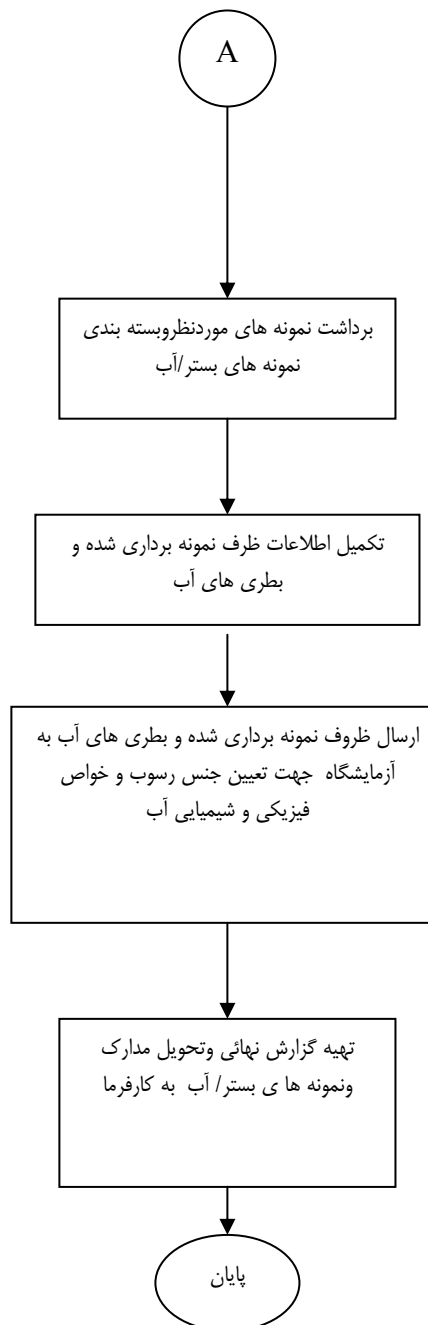 A
برداشت نمونه های موردنظروبسته بندی
نمونه های بستر/آب
تکمیل اطلاعات ظرف نمونه برداری شده و
بطری های آب
ارسال ظروف نمونه برداری شده و بطری های آب به
آزمایشگاه جهت تعیین جنس رسوب و خواص
فیزیکی و شیمیایی آب
تهیه گزارش نهائی وتحویل مدارک
ونمونه ها ی بستر/ آب به کارفرما
پایان